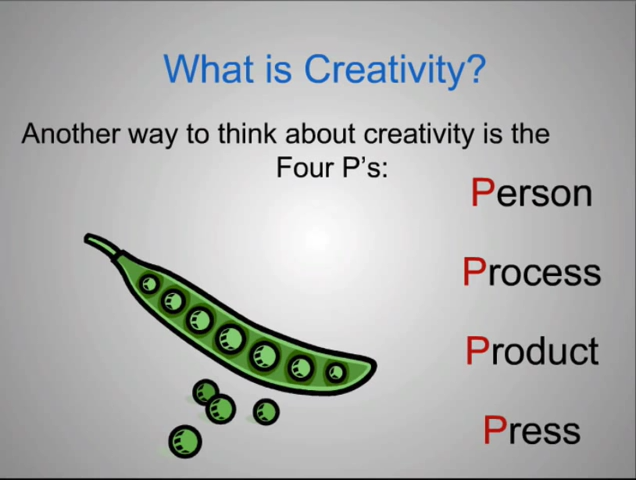 What is Creativity?
Another way to think about creativity is the
Four P's:
Person
Process
Product
Press